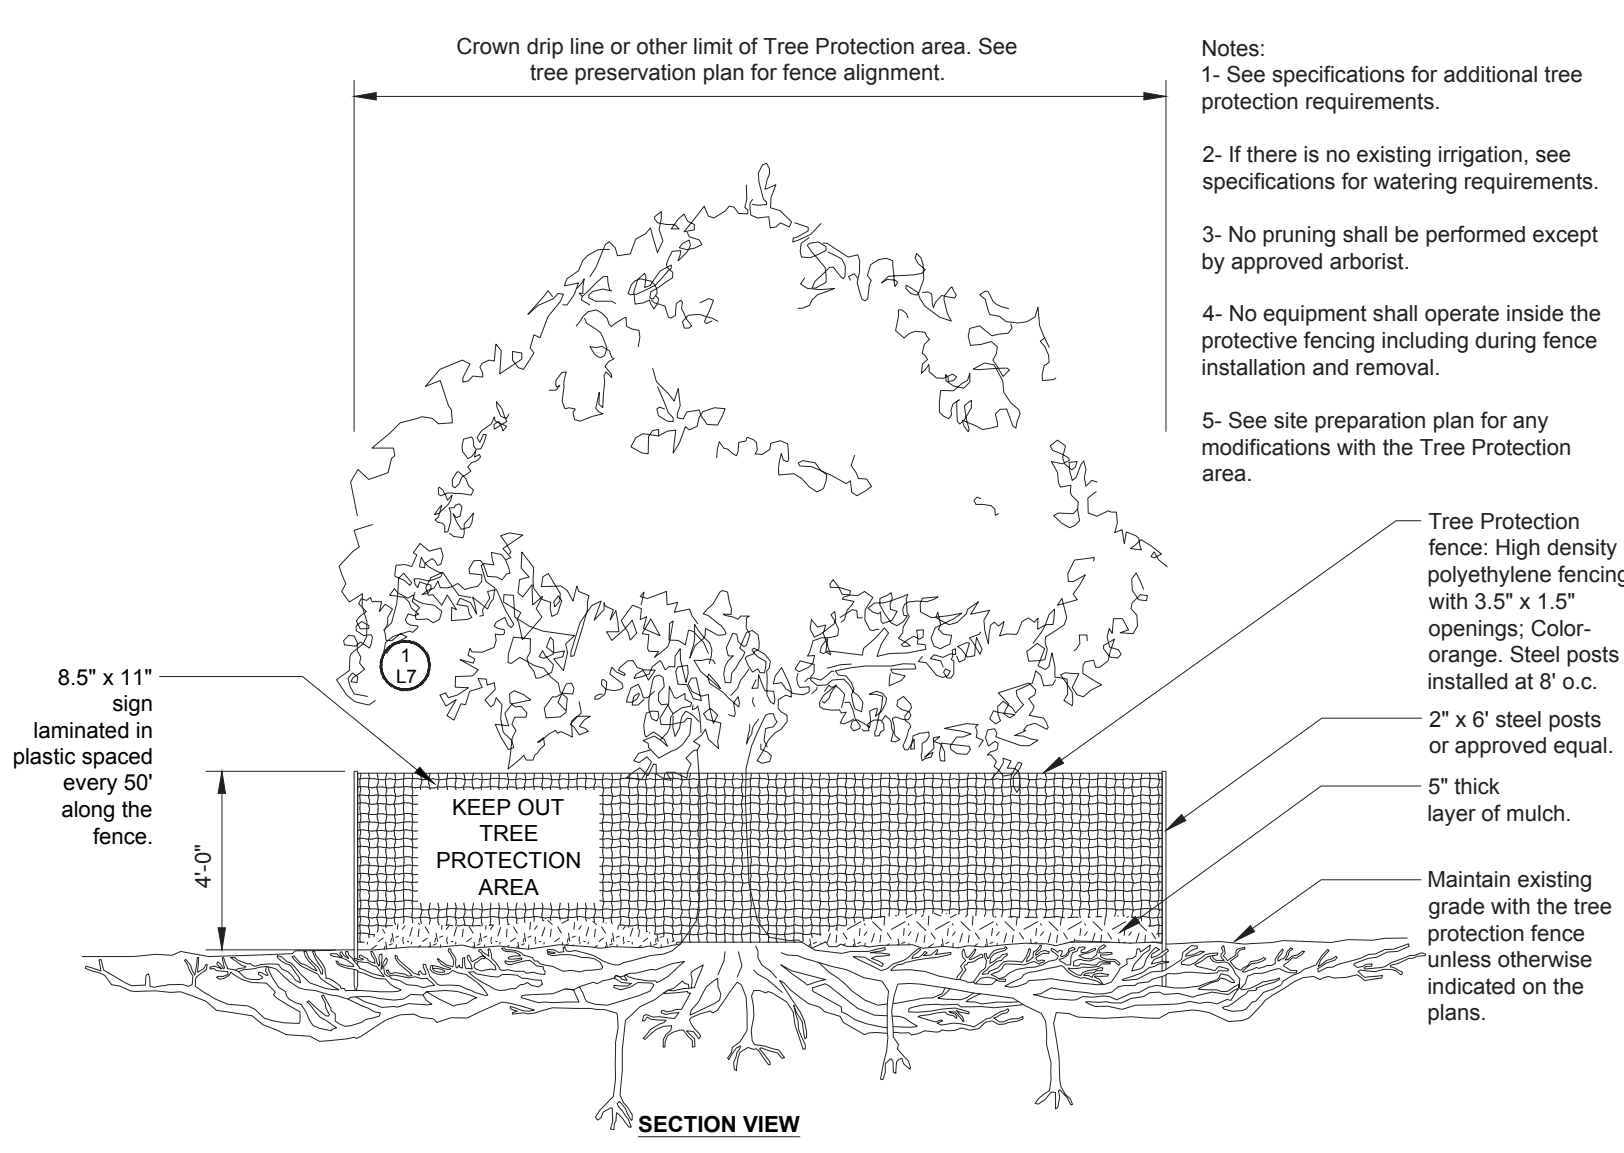 Crown drip line or other limit of Tree Protection area. See
tree preservation plan for fence alignment.
Notes:
1- See specifications for additional tree
protection requirements.
2- If there is no existing irrigation, see
specifications for watering requirements.
3- No pruning shall be performed except
by approved arborist.
4- No equipment shall operate inside the
protective fencing including during fence
installation and removal.
5- See site preparation plan for any
modifications with the Tree Protection
area.
Tree Protection
fence: High density
polyethylene fencing
with 3.5" x 1.5"
openings; Color-
orange. Steel posts
installed at 8' o.c.
2" x 6' steel posts
or approved equal.
5" thick
layer of mulch.
Maintain existing
grade with the tree
protection fence
unless otherwise
indicated on the
plans.
1
L7
8.5" x 11"
sign
laminated in
plastic spaced
every 50'
along the
fence.
4'-0"
KEEP OUT
TREE
PROTECTION
AREA
SECTION VIEW